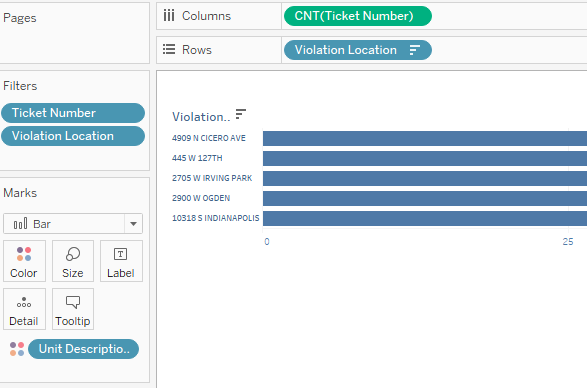 Pages
Columns
CNT(Ticket Number)
Rows
Violation Location
Filters
Ticket Number
Violation Location
Marks
Bar
Color
Size
Label
Detail
Tooltip
Unit Descriptio..
Violation..
4909 N CICERO AVE
445 W 127TH
2705 W IRVING PARK
2900 W OGDEN
10318 S INDIANAPOLIS
0
25